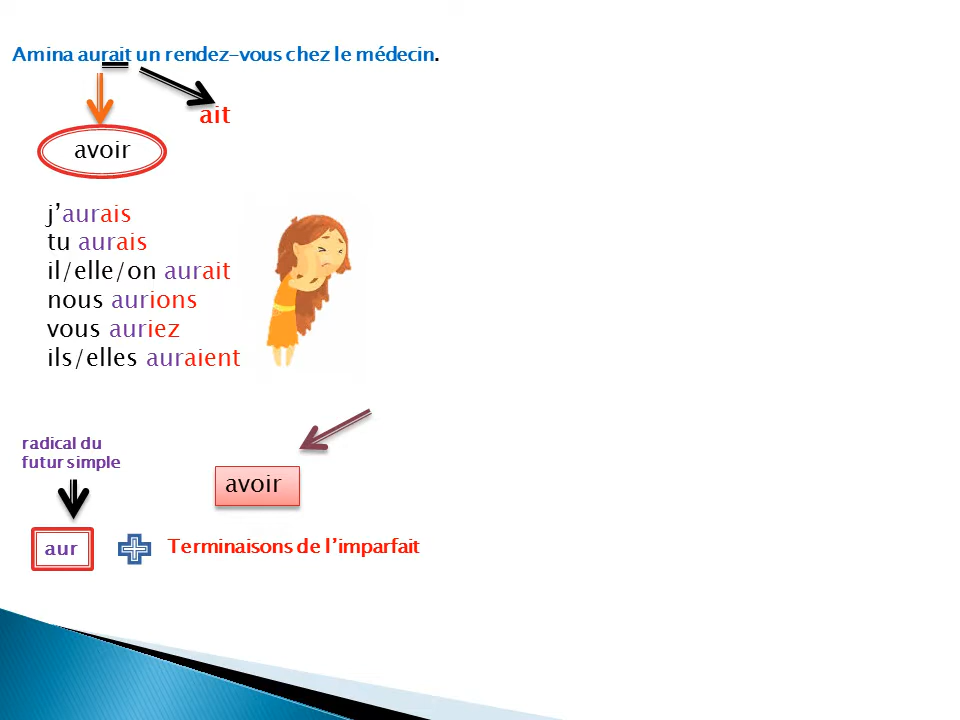 Amina aurait un rendez-vous chez le médecin.
ait
avoir
j’aurais
tu aurais
il/elle/on aurait
nous aurions
vous auriez
ils/elles auraient
radical du
futur simple
avoir
aur
Terminaisons de l’imparfait